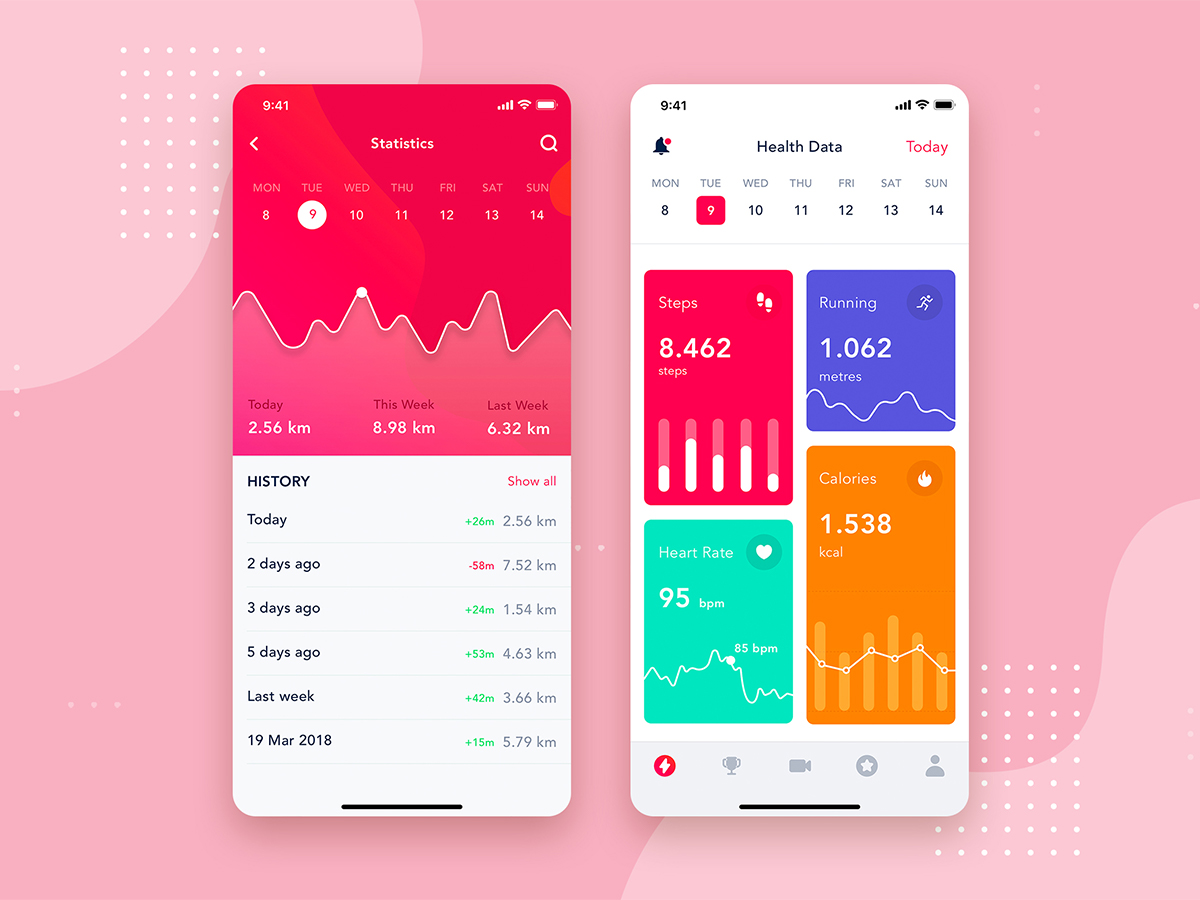 9:41
Statistics
MON TUE WED THU FRI SAT SUN
8 9 10 11 12 13 14
Today This Week Last Week
2.56 km 8.98 km 6.32 km
HISTORY Show all
Today +26m 2.56 km
2 days ago -58m 7.52 km
3 days ago +24m 1.54 km
5 days ago +53m 4.63 km
Last week +42m 3.66 km
19 Mar 2018 +15m 5.79 km
9:41
Health Data Today
MON TUE WED THU FRI SAT SUN
8 9 10 11 12 13 14
Steps
8.462
steps
Running
1.062
metres
Heart Rate
95 bpm
85 bpm
Calories
1.538
kcal